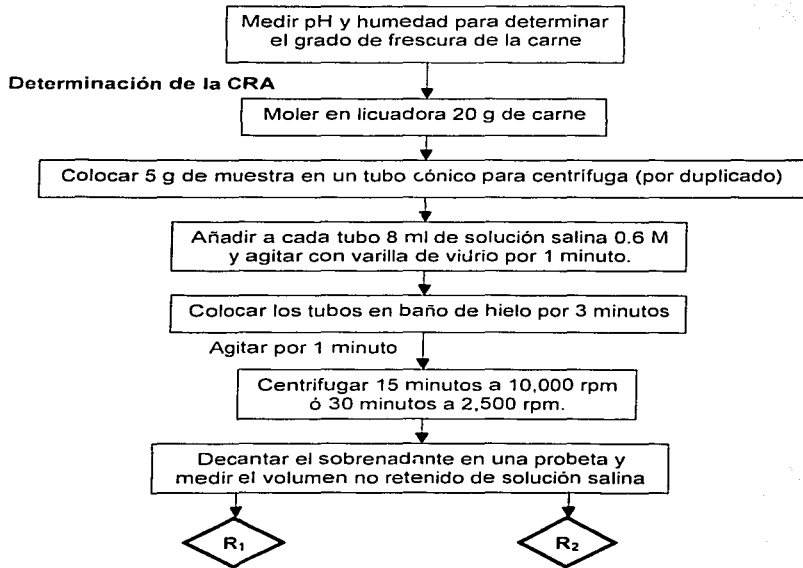 Medir pH y humedad para determinar
el grado de frescura de la carne
Determinación de la CRA
Moler en licuadora 20 g de carne
Colocar 5 g de muestra en un tubo cónico para centrífuga (por duplicado)
Añadir a cada tubo 8 ml de solución salina 0.6 M
y agitar con varilla de vidrio por 1 minuto.
Colocar los tubos en baño de hielo por 3 minutos
Agitar por 1 minuto
Centrifugar 15 minutos a 10,000 rpm
ó 30 minutos a 2,500 rpm.
Decantar el sobrenadante en una probeta y
medir el volumen no retenido de solución salina
R₁ R₂